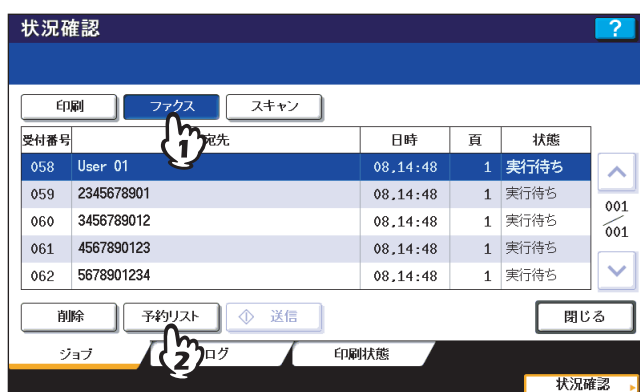 状況確認 ?
印刷 ファクス スキャン
受付番号 宛先 日時 頁 状態
058 User 01 08.14:48 1 実行待ち
059 2345678901 08.14:48 1 実行待ち
060 3456789012 08.14:48 1 実行待ち
061 4567890123 08.14:48 1 実行待ち
062 5678901234 08.14:48 1 実行待ち
001
001
1
削除 予約リスト 送信 閉じる
ジョブ ログ 印刷状態
2
状況確認